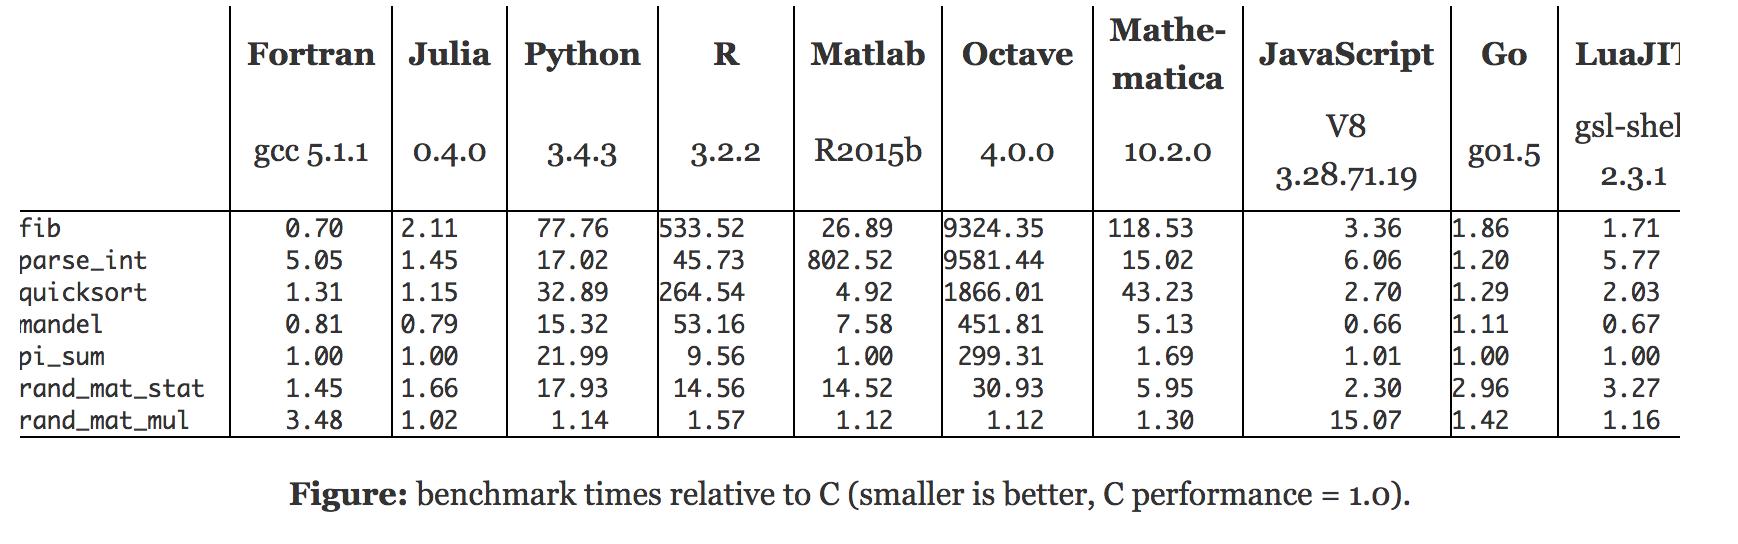 Fortran Julia Python R Matlab Octave Mathe-matica JavaScript Go LuaJIT
gcc 5.1.1 0.4.0 3.4.3 3.2.2 R2015b 4.0.0 10.2.0 V8 3.28.71.19 go1.5 gsl-shel 2.3.1
fib 0.70 2.11 77.76 533.52 26.89 9324.35 118.53 3.36 1.86 1.71
parse_int 5.05 1.45 17.02 45.73 802.52 9581.44 15.02 6.06 1.20 5.77
quicksort 1.31 1.15 32.89 264.54 4.92 1866.01 43.23 2.70 1.29 2.03
mandel 0.81 0.79 15.32 53.16 7.58 451.81 5.13 0.66 1.11 0.67
pi_sum 1.00 1.00 21.99 9.56 1.00 299.31 1.69 1.01 1.00 1.00
rand_mat_stat 1.45 1.66 17.93 14.56 14.52 30.93 5.95 2.30 2.96 3.27
rand_mat_mul 3.48 1.02 1.14 1.57 1.12 1.12 1.30 15.07 1.42 1.16
Figure: benchmark times relative to C (smaller is better, C performance = 1.0).